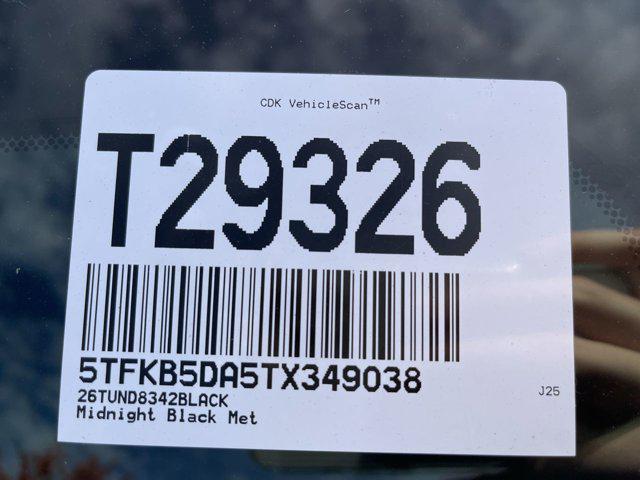 CDK VehicleScan™
T29326
5TFKB5DA5TX349038
26TUND8342BLACK
Midnight Black Met
J25